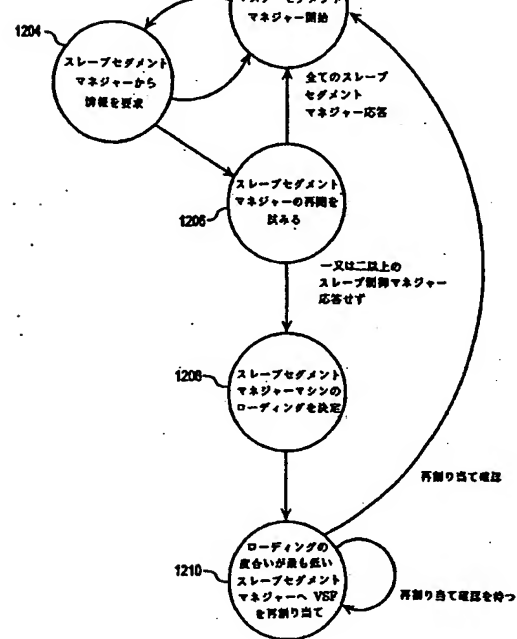 マネジャー開始
1204
スレーブセグメント
マネジャーから
情報を要求
全てのスレーブ
セグメント
マネジャー応答
スレーブセグメント
マネジャーの再開を
試みる
1206
一又は二以上の
スレーブ制御マネジャー
応答せず
1208
スレーブセグメント
マネジャーマシンの
ローディングを決定
再割り当て確認
ローディングの
度合いが最も低い
スレーブセグメント
マネジャーへ VSF
を再割り当て
1210
再割り当て確認を待つ